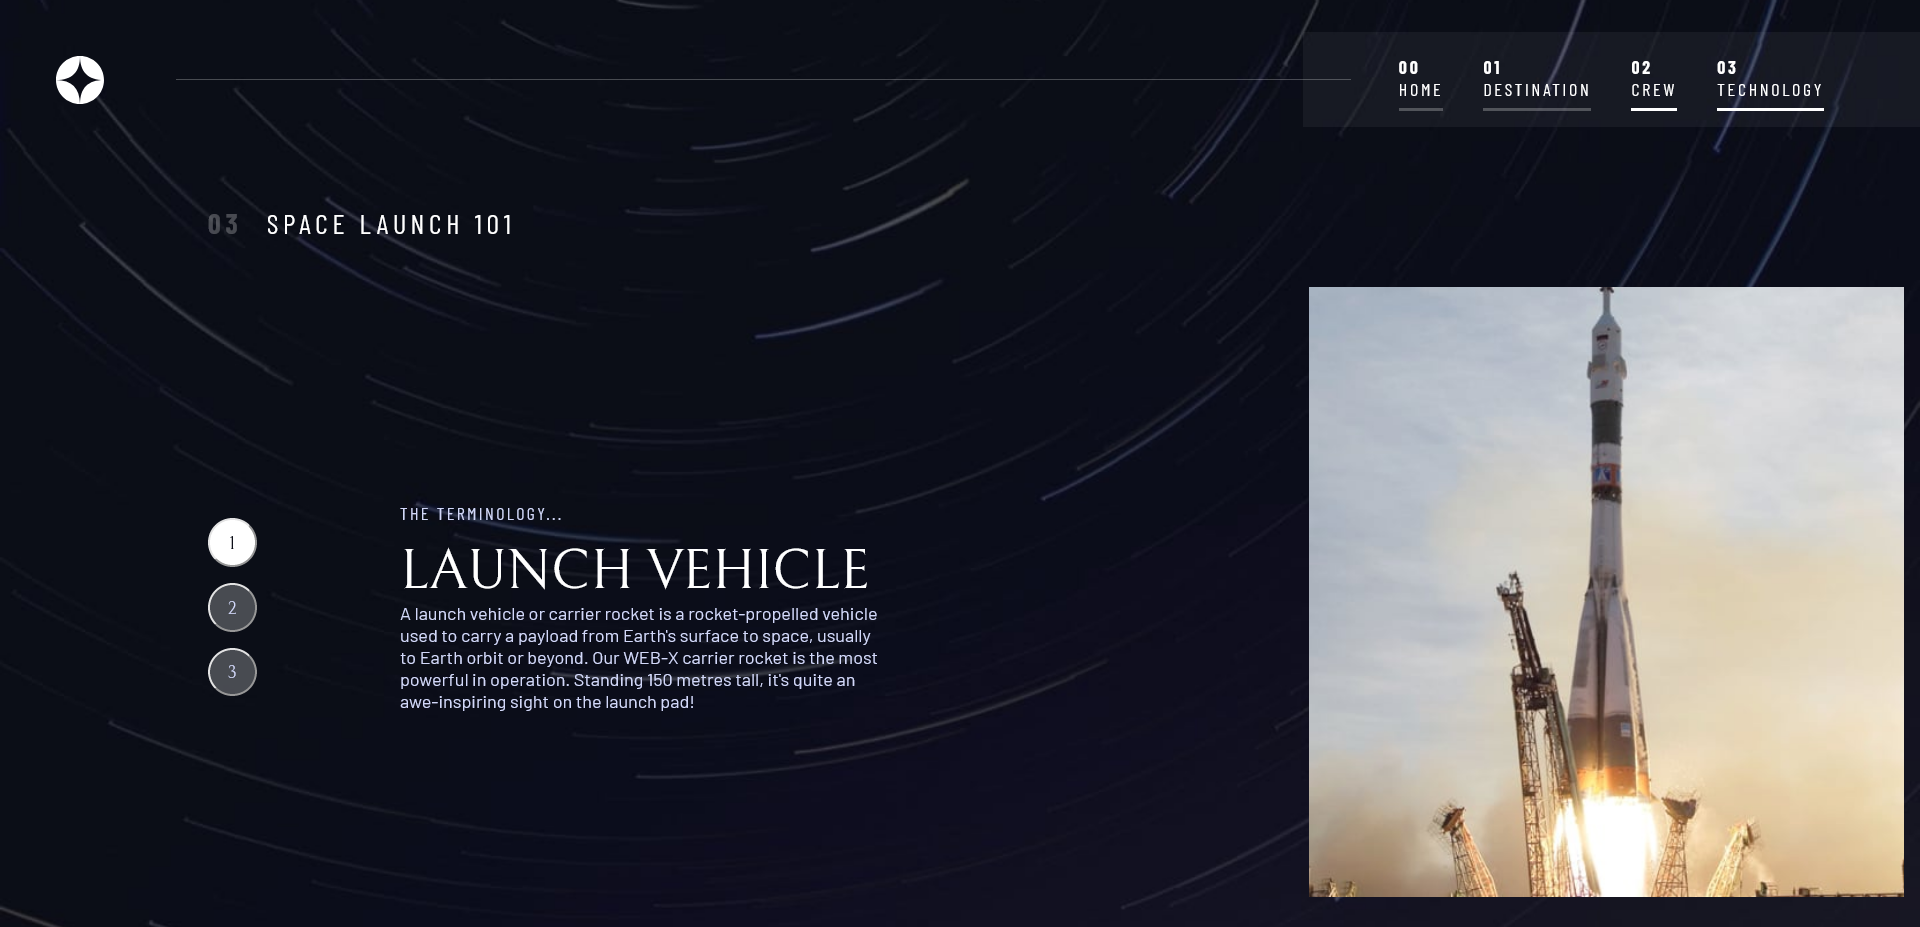 00 01 02 03
HOME DESTINATION CREW TECHNOLOGY
03 SPACE LAUNCH 101
THE TERMINOLOGY...
1
LAUNCH VEHICLE
2
3
A launch vehicle or carrier rocket is a rocket-propelled vehicle
used to carry a payload from Earth's surface to space, usually
to Earth orbit or beyond. Our WEB-X carrier rocket is the most
powerful in operation. Standing 150 metres tall, it's quite an
awe-inspiring sight on the launch pad!